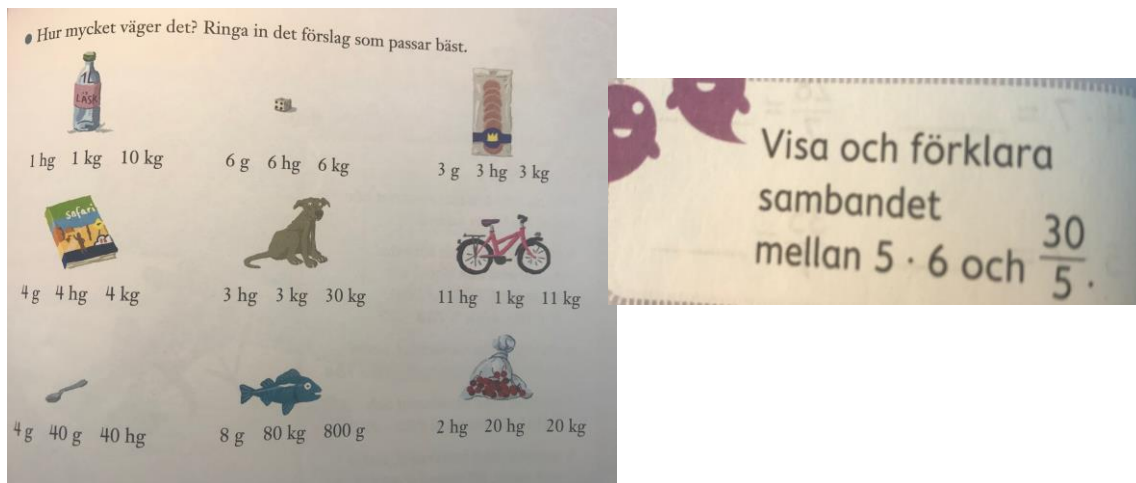 Hur mycket väger det? Ringa in det förslag som passar bäst.
1L
LÄSK
1 hg 1 kg 10 kg
6 g 6 hg 6 kg
3 g 3 hg 3 kg
safari
4 g 4 hg 4 kg
3 hg 3 kg 30 kg
11 hg 1 kg 11 kg
4 g 40 g 40 hg
8 g 80 kg 800 g
2 hg 20 hg 20 kg
Visa och förklara
sambandet
mellan 5 · 6 och 30/5.